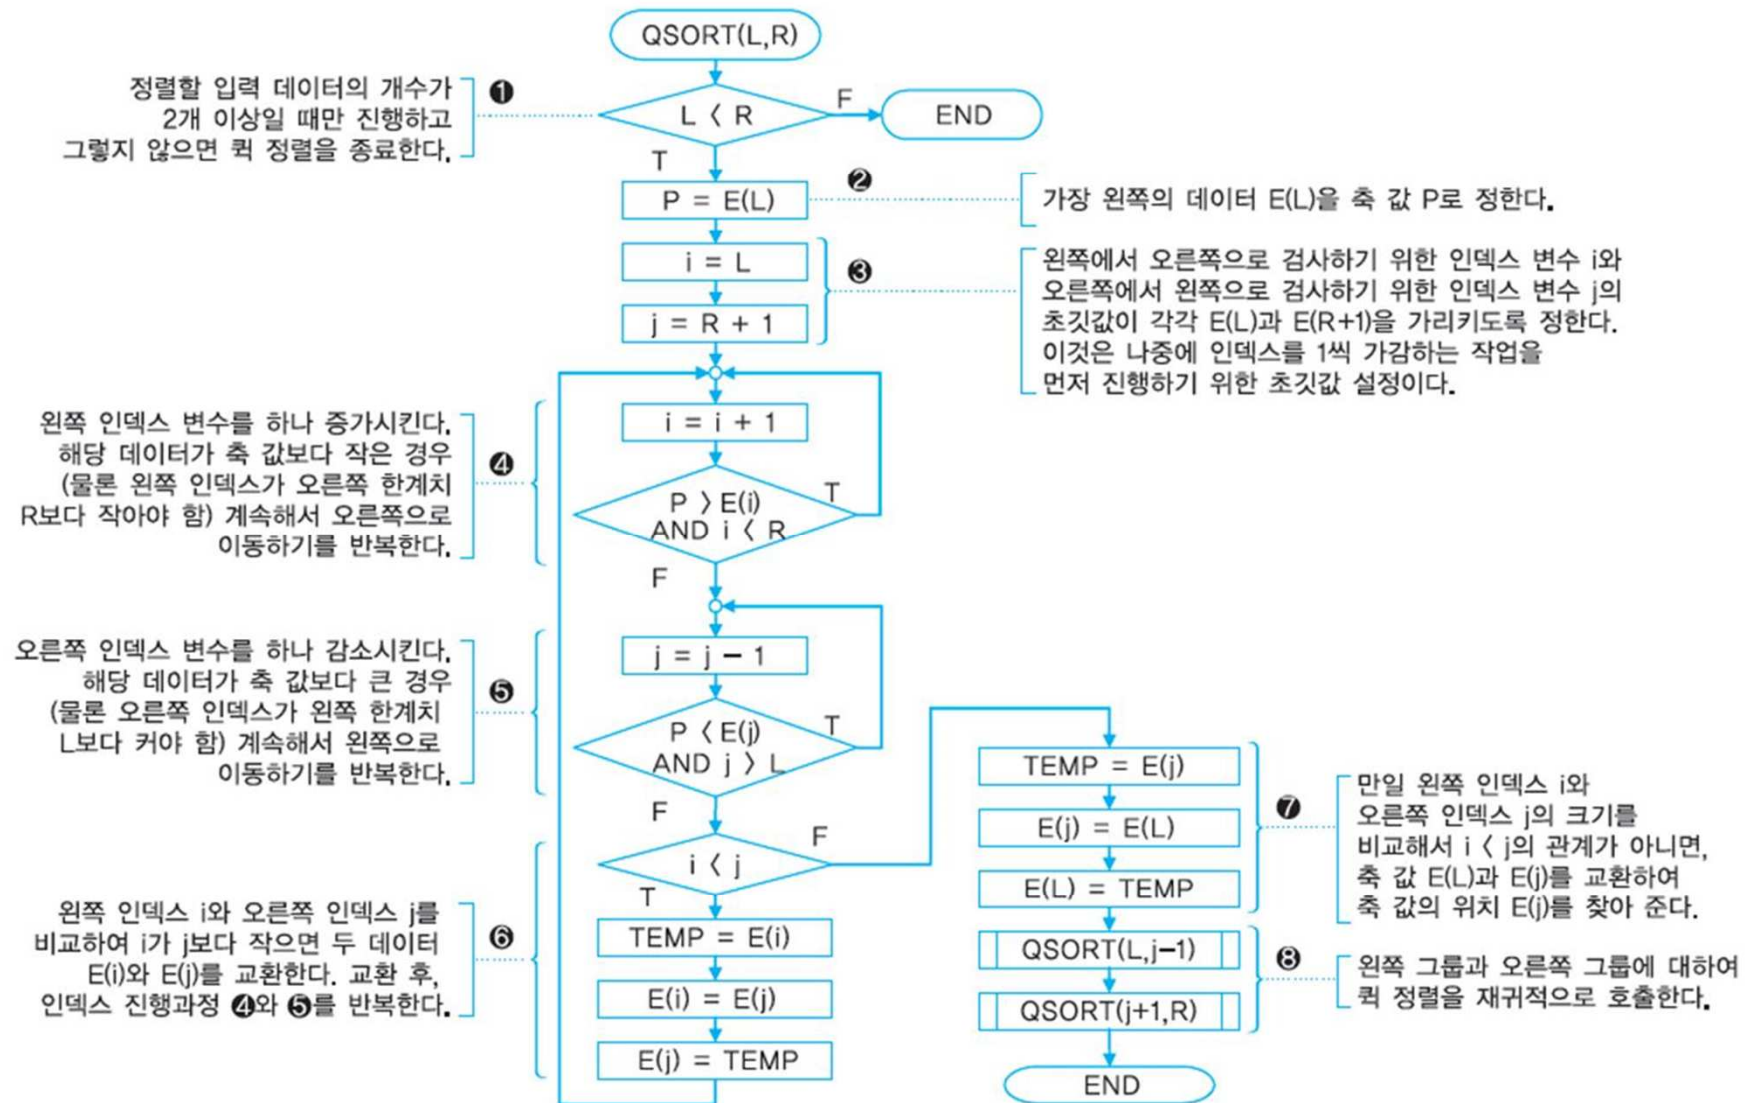 QSORT(L,R)
정렬할 입력 데이터의 개수가
2개 이상일 때만 진행하고
그렇지 않으면 퀵 정렬을 종료한다.
❶
L < R
F
END
T
P = E(L)
❷
가장 왼쪽의 데이터 E(L)을 축 값 P로 정한다.
i = L
j = R + 1
❸
왼쪽에서 오른쪽으로 검사하기 위한 인덱스 변수 i와
오른쪽에서 왼쪽으로 검사하기 위한 인덱스 변수 j의
초깃값이 각각 E(L)과 E(R+1)을 가리키도록 정한다.
이것은 나중에 인덱스를 1씩 가감하는 작업을
먼저 진행하기 위한 초깃값 설정이다.
왼쪽 인덱스 변수를 하나 증가시킨다.
해당 데이터가 축 값보다 작은 경우
(물론 왼쪽 인덱스가 오른쪽 한계치
R보다 작아야 함) 계속해서 오른쪽으로
이동하기를 반복한다.
❹
i = i + 1
P > E(i)
AND i < R
T
F
오른쪽 인덱스 변수를 하나 감소시킨다.
해당 데이터가 축 값보다 큰 경우
(물론 오른쪽 인덱스가 왼쪽 한계치
L보다 커야 함) 계속해서 왼쪽으로
이동하기를 반복한다.
❺
j = j - 1
P < E(j)
AND j > L
T
F
i < j
F
T
왼쪽 인덱스 i와 오른쪽 인덱스 j를
비교하여 i가 j보다 작으면 두 데이터
E(i)와 E(j)를 교환한다. 교환 후,
인덱스 진행과정 ❹와 ❺를 반복한다.
❻
TEMP = E(i)
E(i) = E(j)
E(j) = TEMP
TEMP = E(j)
E(j) = E(L)
E(L) = TEMP
❼
만일 왼쪽 인덱스 i와
오른쪽 인덱스 j의 크기를
비교해서 i < j의 관계가 아니면,
축 값 E(L)과 E(j)를 교환하여
축 값의 위치 E(j)를 찾아 준다.
QSORT(L,j-1)
QSORT(j+1,R)
❽
왼쪽 그룹과 오른쪽 그룹에 대하여
퀵 정렬을 재귀적으로 호출한다.
END